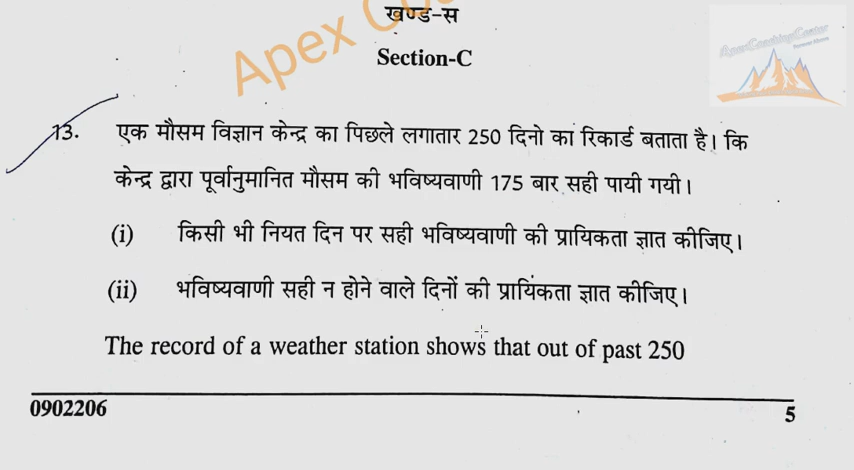 खण्ड-स
Section-C
Apex
ApexCoachingCenter
13. एक मौसम विज्ञान केन्द्र का पिछले लगातार 250 दिनो का रिकार्ड बताता है। कि
केन्द्र द्वारा पूर्वानुमानित मौसम की भविष्यवाणी 175 बार सही पायी गयी।
(i) किसी भी नियत दिन पर सही भविष्यवाणी की प्रायिकता ज्ञात कीजिए।
(ii) भविष्यवाणी सही न होने वाले दिनों की प्रायिकता ज्ञात कीजिए।
The record of a weather station shows that out of past 250
0902206 5